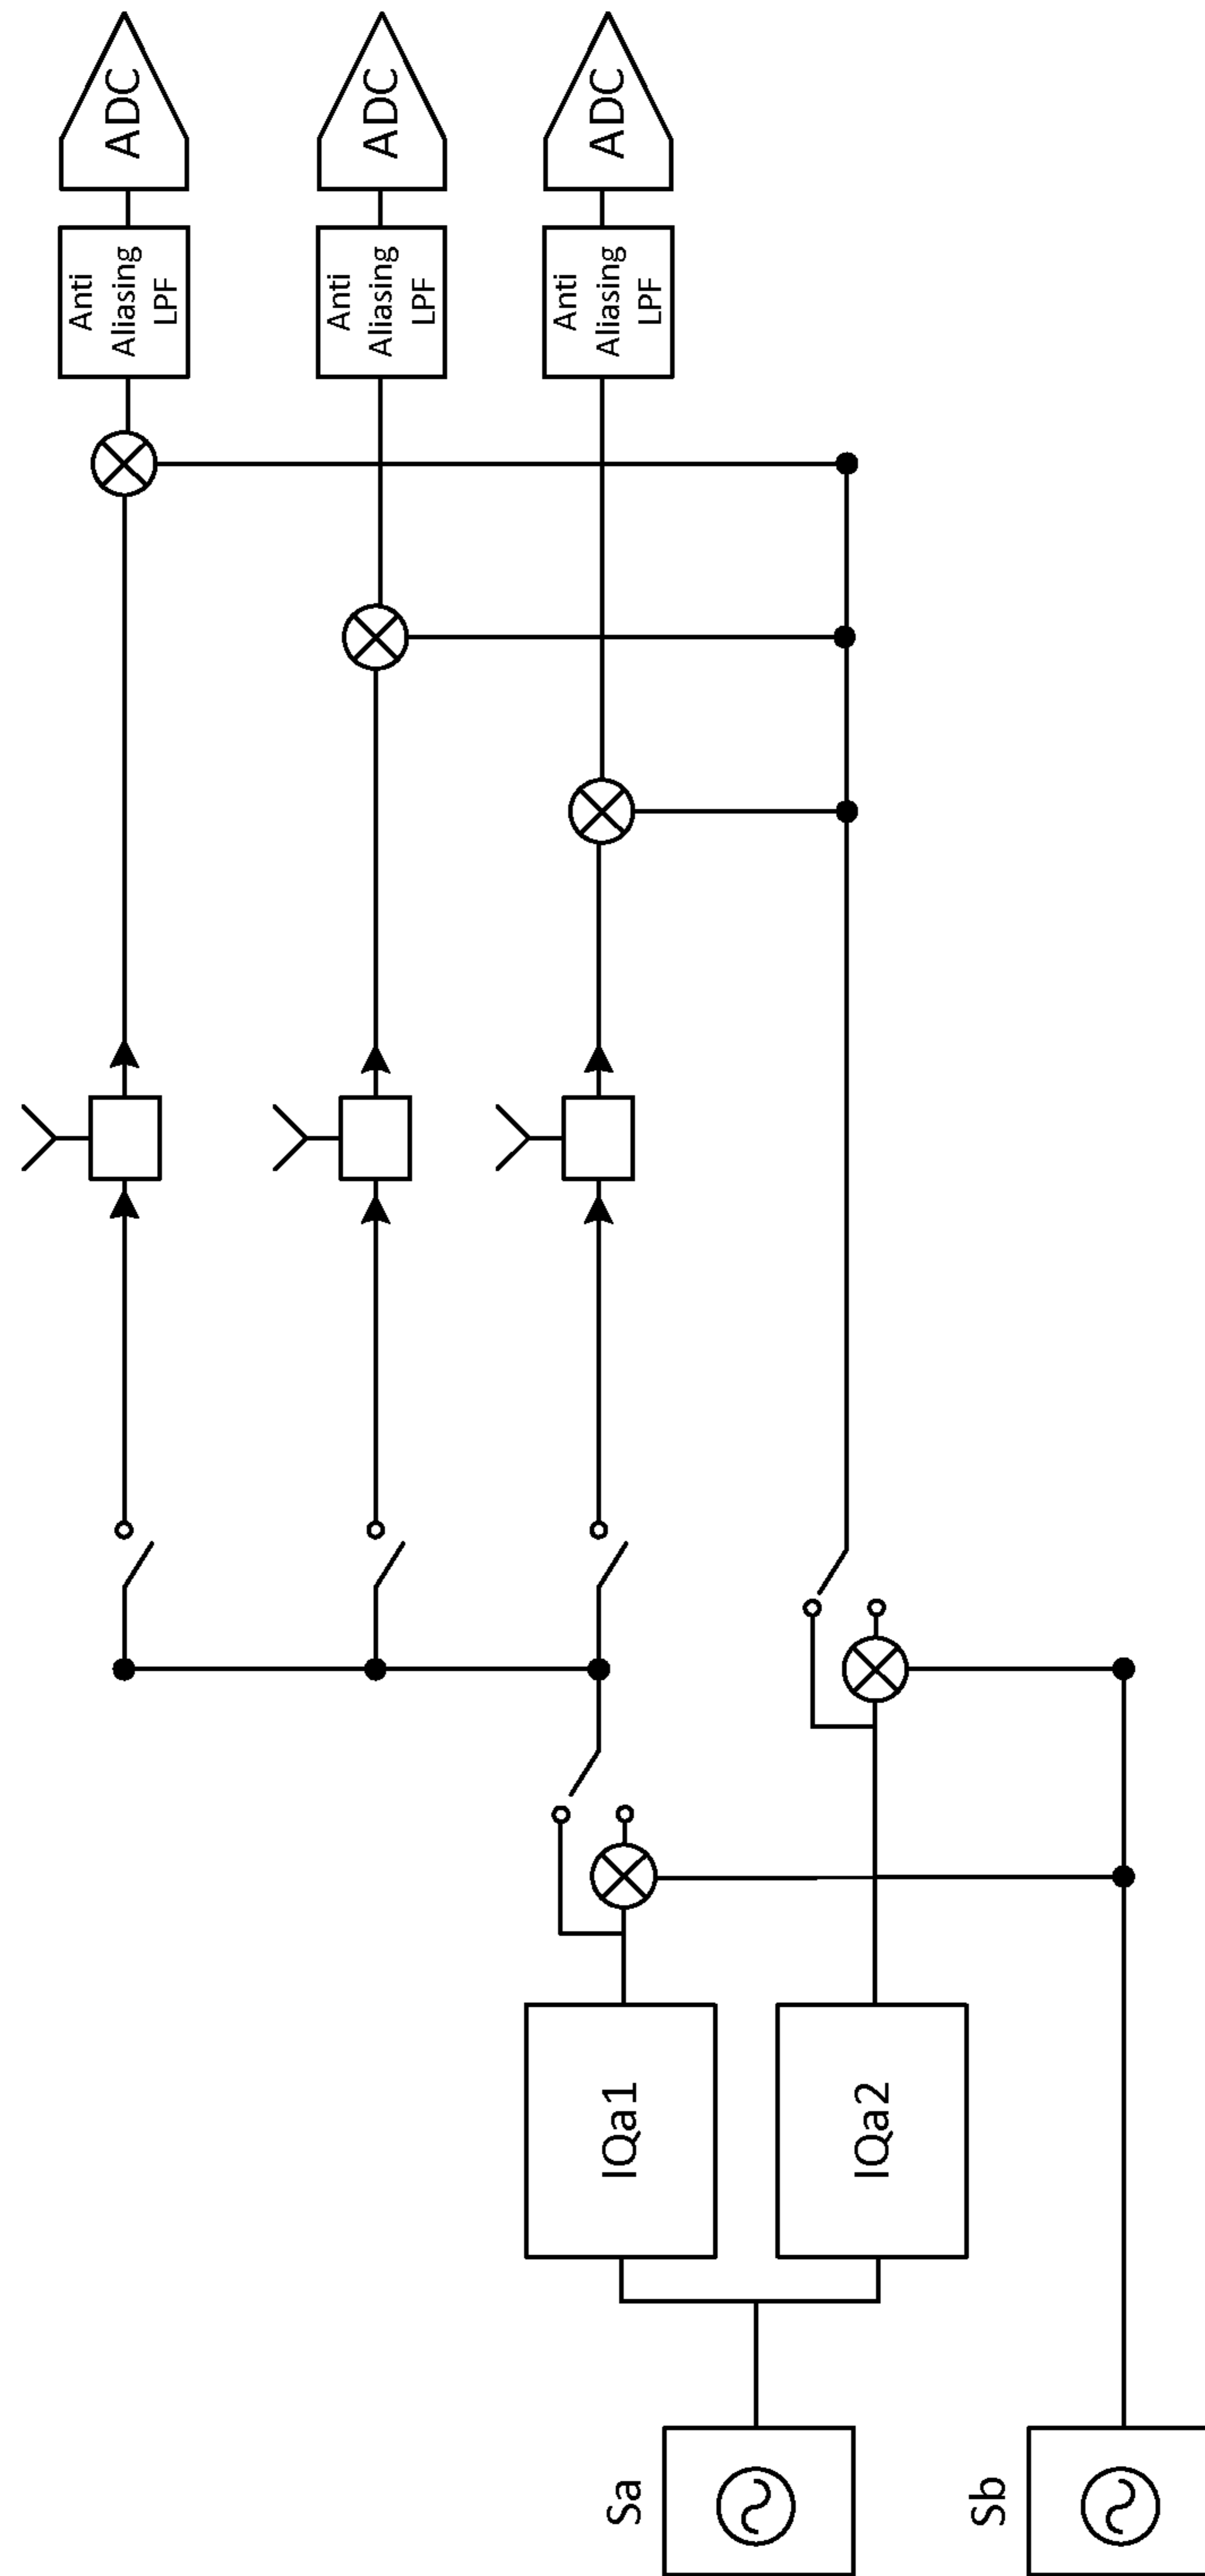 ADC
ADC
ADC
Anti
Aliasing
LPF
Anti
Aliasing
LPF
Anti
Aliasing
LPF
IQa1
IQa2
Sa
Sb